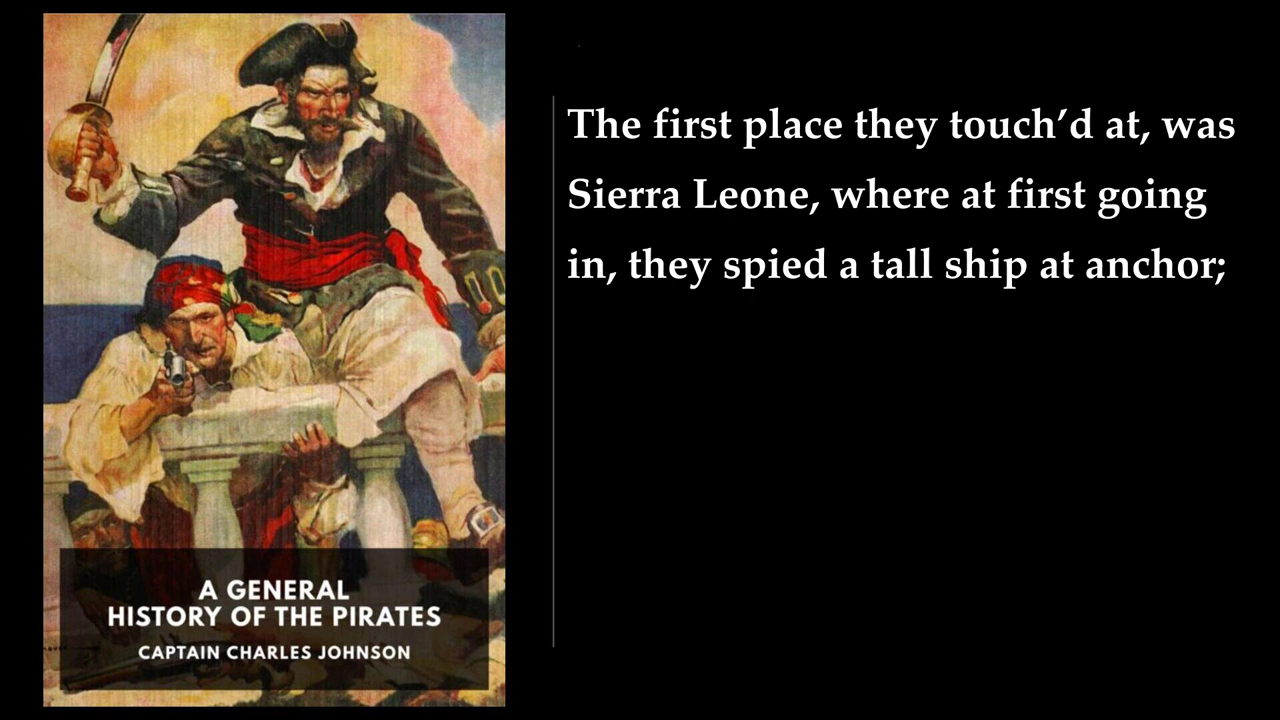 The first place they touch’d at, was
Sierra Leone, where at first going
in, they spied a tall ship at anchor;
A GENERAL
HISTORY OF THE PIRATES
CAPTAIN CHARLES JOHNSON